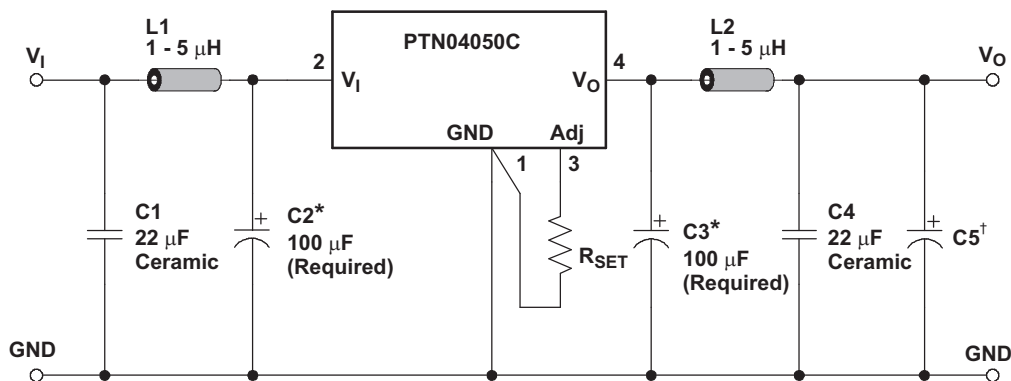 L1
1 - 5 μH
PTN04050C
L2
1 - 5 μH
VI
2
VI
VO
4
VO
GND
Adj
1
3
C1
22 μF
Ceramic
+
C2*
100 μF
(Required)
RSET
+
C3*
100 μF
(Required)
C4
22 μF
Ceramic
+
C5†
GND
GND